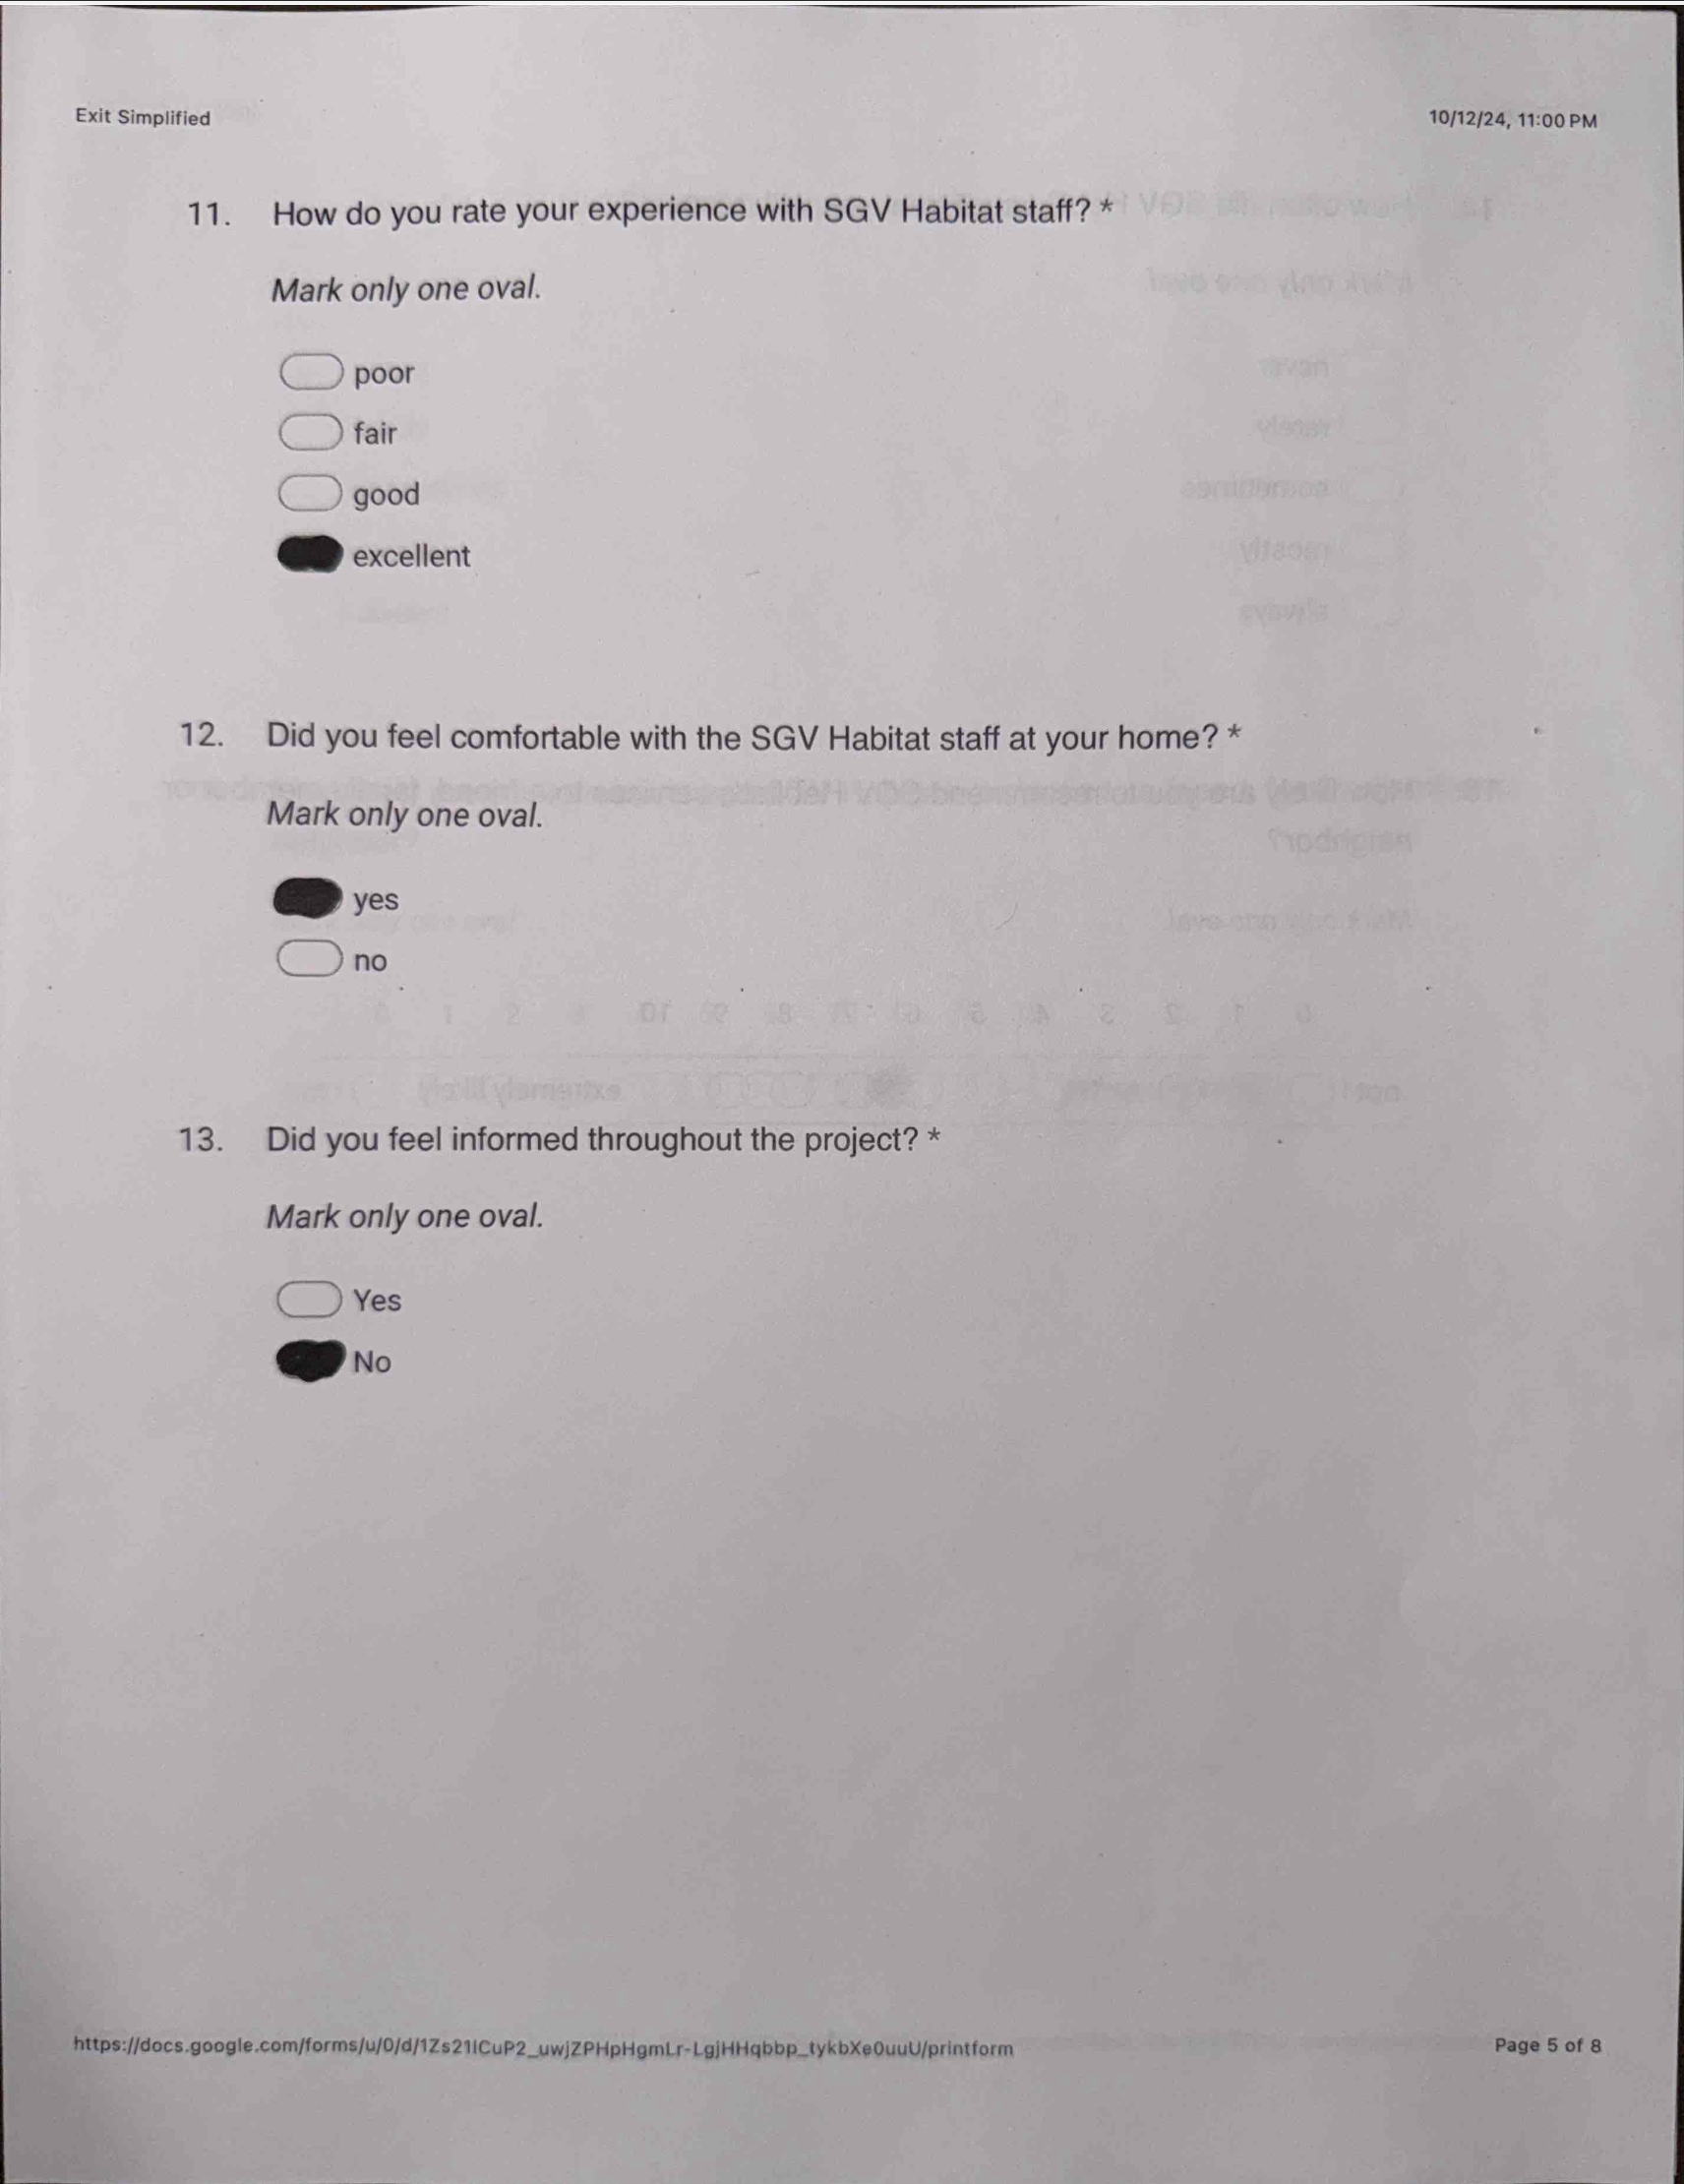 Exit Simplified
10/12/24, 11:00 PM
11. How do you rate your experience with SGV Habitat staff? *
Mark only one oval.
poor
fair
good
excellent
12. Did you feel comfortable with the SGV Habitat staff at your home? *
Mark only one oval.
yes
no
13. Did you feel informed throughout the project? *
Mark only one oval.
Yes
No
https://docs.google.com/forms/u/0/d/1Zs21ICuP2_uwjZPHpHgmLr-LgjHHqbbp_tykbXe0uuU/printform
Page 5 of 8